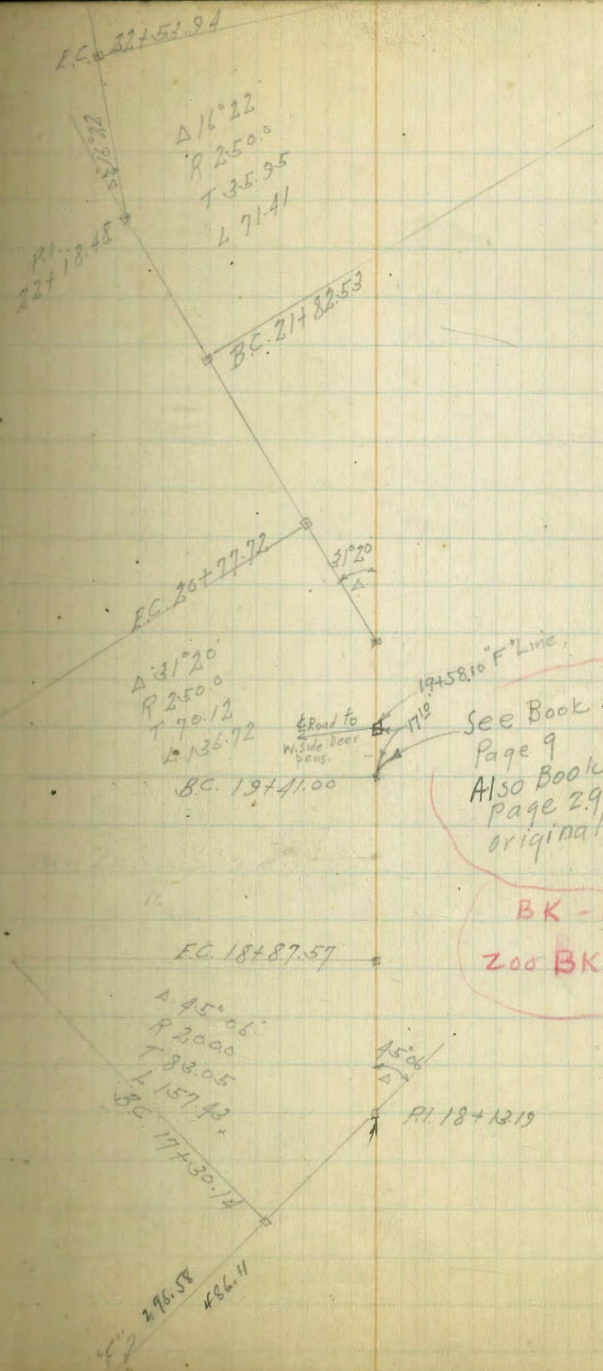 E.C. 22+53.94
Δ 16°22'
R 250.0
T 35.95
L 71.41
Δ 16°22
P.I.
22+18.48
B.C. 21+82.53
E.C. 20+77.72
31°20
Δ
Δ 31°20'
R 250.0
T 70.12
L 136.72
19+58.10 "F" Line
17.10
℄ Road to
W. Side Deer
pens.
See Book
Page 9
Also Book
Page 29
original
B.C. 19+41.00
BK -
ZOO BK
E.C. 18+87.57
Δ 45°06'
R 200.0
T 83.05
L 157.43
B.C. 17+30.14
45°06
Δ
P.I. 18+13.19
296.58
486.11
"F"